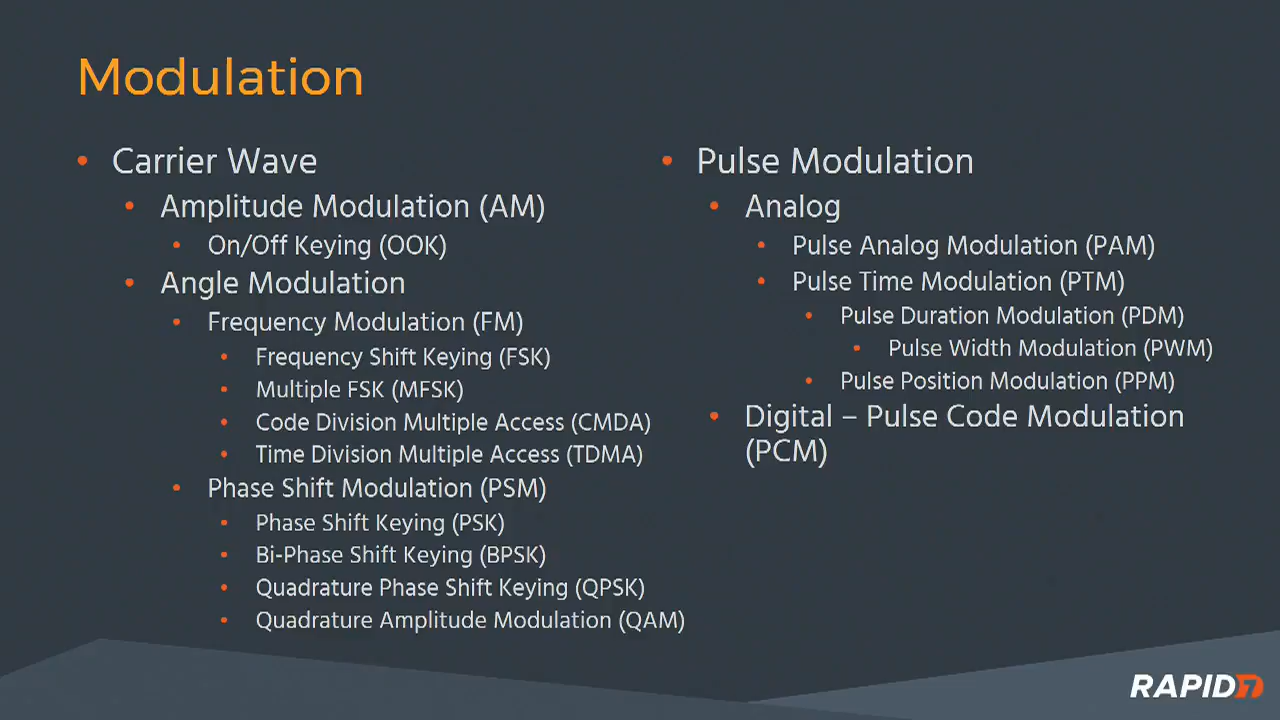 Modulation
Carrier Wave
Amplitude Modulation (AM)
On/Off Keying (OOK)
Angle Modulation
Frequency Modulation (FM)
Frequency Shift Keying (FSK)
Multiple FSK (MFSK)
Code Division Multiple Access (CMDA)
Time Division Multiple Access (TDMA)
Phase Shift Modulation (PSM)
Phase Shift Keying (PSK)
Bi-Phase Shift Keying (BPSK)
Quadrature Phase Shift Keying (QPSK)
Quadrature Amplitude Modulation (QAM)
Pulse Modulation
Analog
Pulse Analog Modulation (PAM)
Pulse Time Modulation (PTM)
Pulse Duration Modulation (PDM)
Pulse Width Modulation (PWM)
Pulse Position Modulation (PPM)
Digital – Pulse Code Modulation
(PCM)
RAPID7